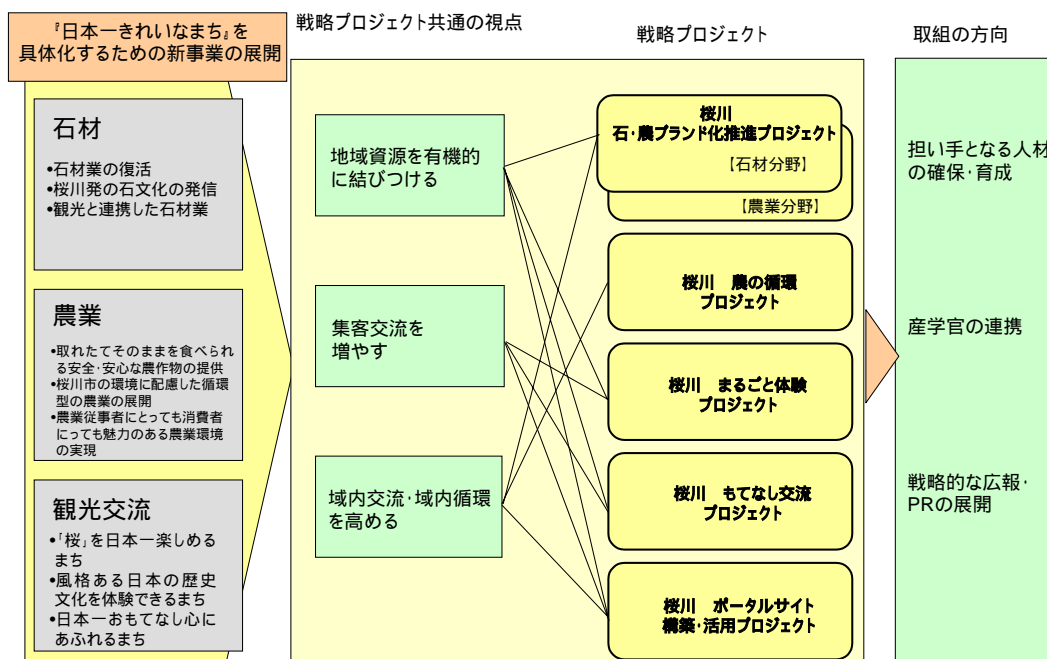 『日本一きれいなまち』を
具体化するための新事業の展開
石材
•石材業の復活
•桜川発の石文化の発信
•観光と連携した石材業
農業
•取れたてそのままを食べられ
る安全・安心な農作物の提供
•桜川市の環境に配慮した循環
型の農業の展開
•農業従事者にとっても消費者
にっても魅力のある農業環境
の実現
観光交流
•「桜」を日本一楽しめる
まち
•風格ある日本の歴史
文化を体験できるまち
•日本一おもてなし心に
あふれるまち
戦略プロジェクト共通の視点
地域資源を有機的
に結びつける
集客交流を
増やす
域内交流・域内循環
を高める
戦略プロジェクト
桜川
石・農ブランド化推進プロジェクト
【石材分野】
【農業分野】
桜川　農の循環
プロジェクト
桜川　まるごと体験
プロジェクト
桜川　もてなし交流
プロジェクト
桜川　ポータルサイト
構築・活用プロジェクト
取組の方向
担い手となる人材
の確保・育成
産学官の連携
戦略的な広報・
PRの展開